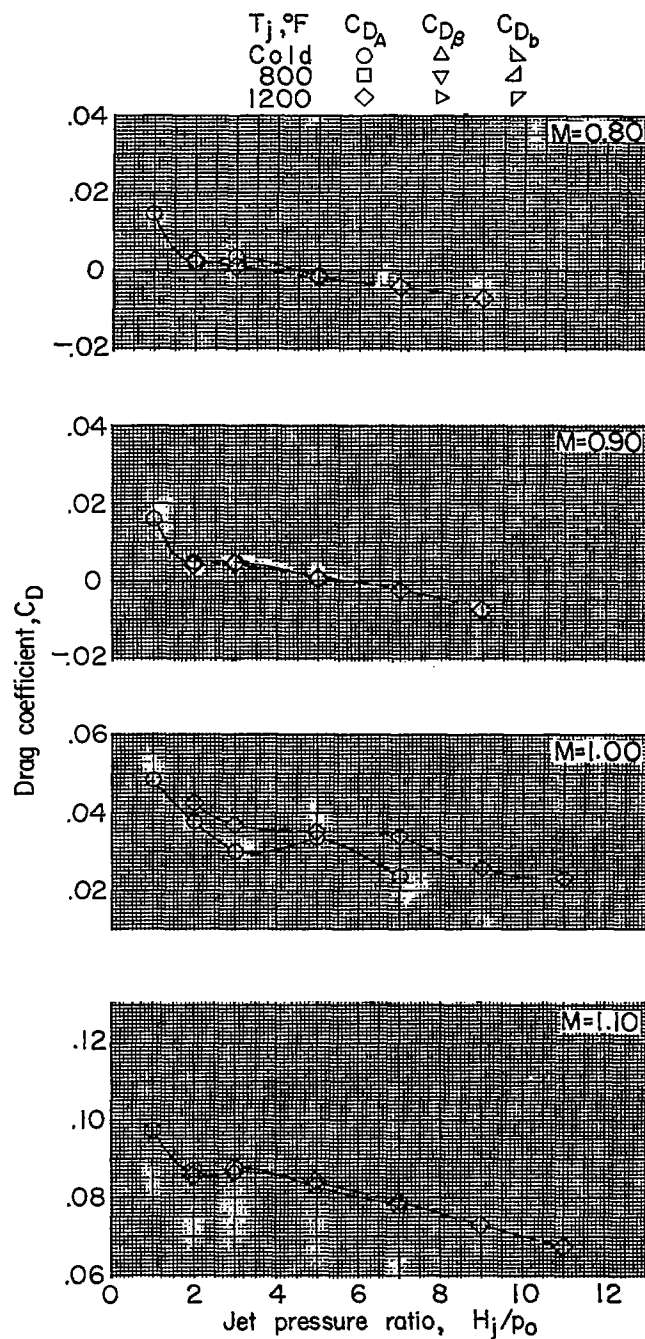 Tj,°F CDA CDβ CDb
Cold
800
1200
.04
M=0.80
.02
0
-.02
.04
M=0.90
.02
0
-.02
Drag coefficient, CD
.06
M=1.00
.04
.02
M=1.10
.12
.10
.08
.06
0 2 4 6 8 10 12
Jet pressure ratio, Hj/po